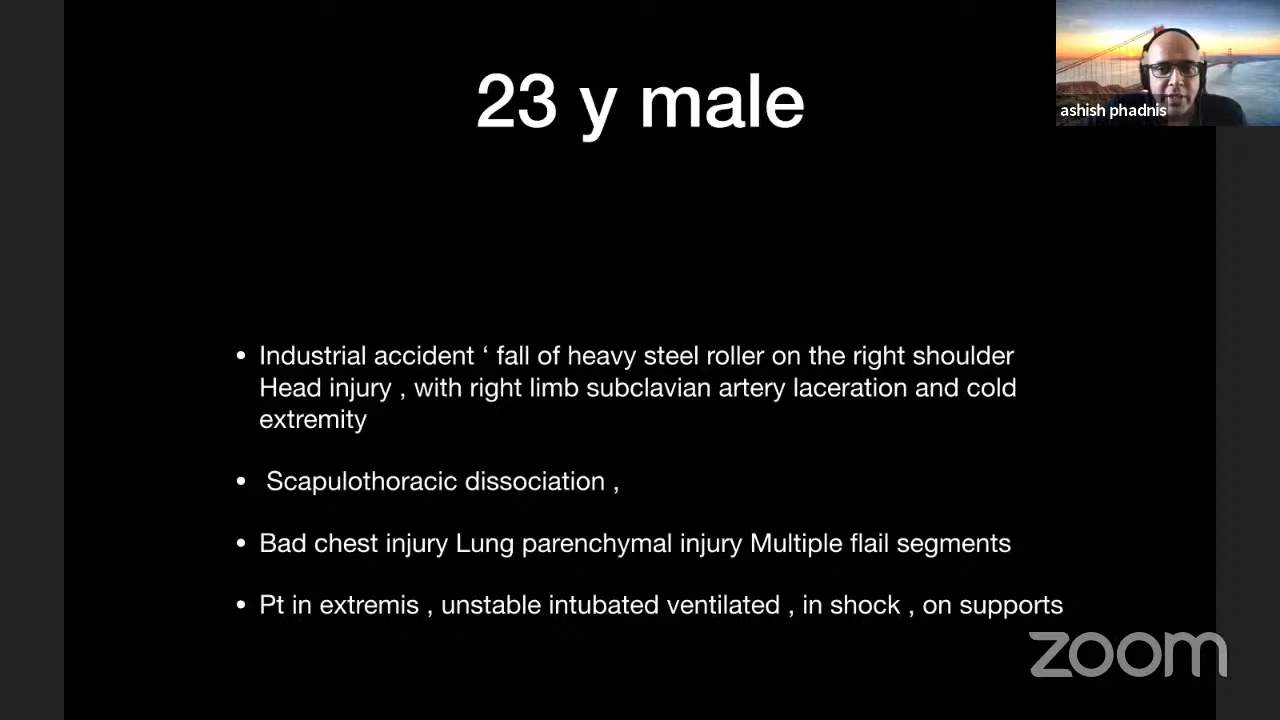 23 y male
ashish phadnis
• Industrial accident ‘ fall of heavy steel roller on the right shoulder
Head injury , with right limb subclavian artery laceration and cold
extremity
• Scapulothoracic dissociation ,
• Bad chest injury Lung parenchymal injury Multiple flail segments
• Pt in extremis , unstable intubated ventilated , in shock , on supports
zoom